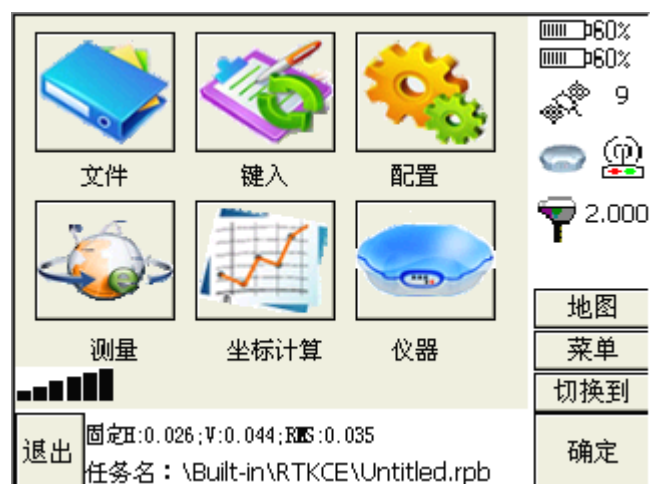 60%
60%
9
2.000
文件
键入
配置
测量
坐标计算
仪器
地图
菜单
切换到
退出
固定H:0.026;V:0.044;RMS:0.035
任务名：\Built-in\RTKCE\Untitled.rpb
确定